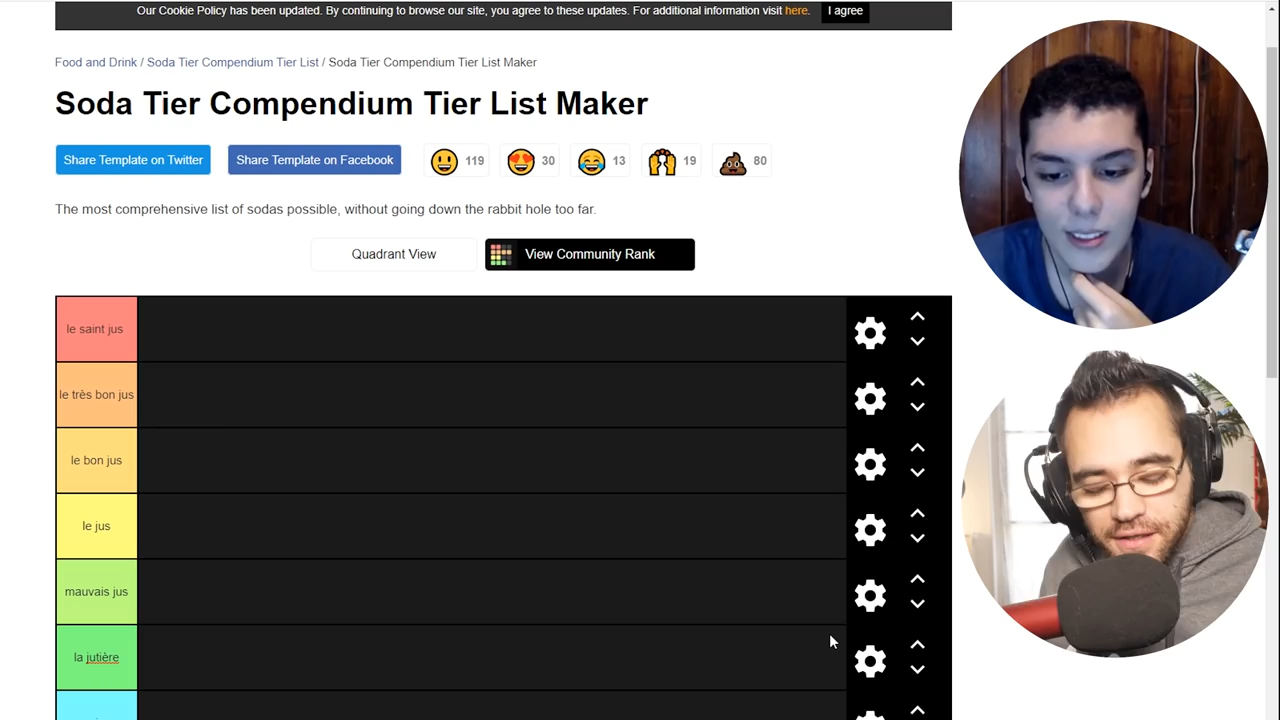 Our Cookie Policy has been updated. By continuing to browse our site, you agree to these updates. For additional information visit here. I agree
Food and Drink / Soda Tier Compendium Tier List / Soda Tier Compendium Tier List Maker
Soda Tier Compendium Tier List Maker
Share Template on Twitter Share Template on Facebook 119 30 13 19 80
The most comprehensive list of sodas possible, without going down the rabbit hole too far.
Quadrant View View Community Rank
le saint jus
le très bon jus
le bon jus
le jus
mauvais jus
la jutière